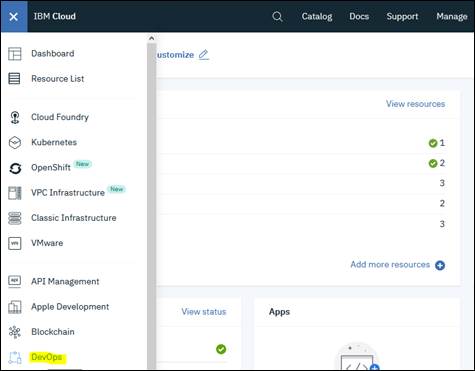 IBM Cloud
Catalog
Docs
Support
Manage
Dashboard
Resource List
Cloud Foundry
Kubernetes
OpenShift New
VPC Infrastructure New
Classic Infrastructure
VMware
API Management
Apple Development
Blockchain
DevOps
ustomize
View resources
1
2
3
2
3
Add more resources
View status
Apps